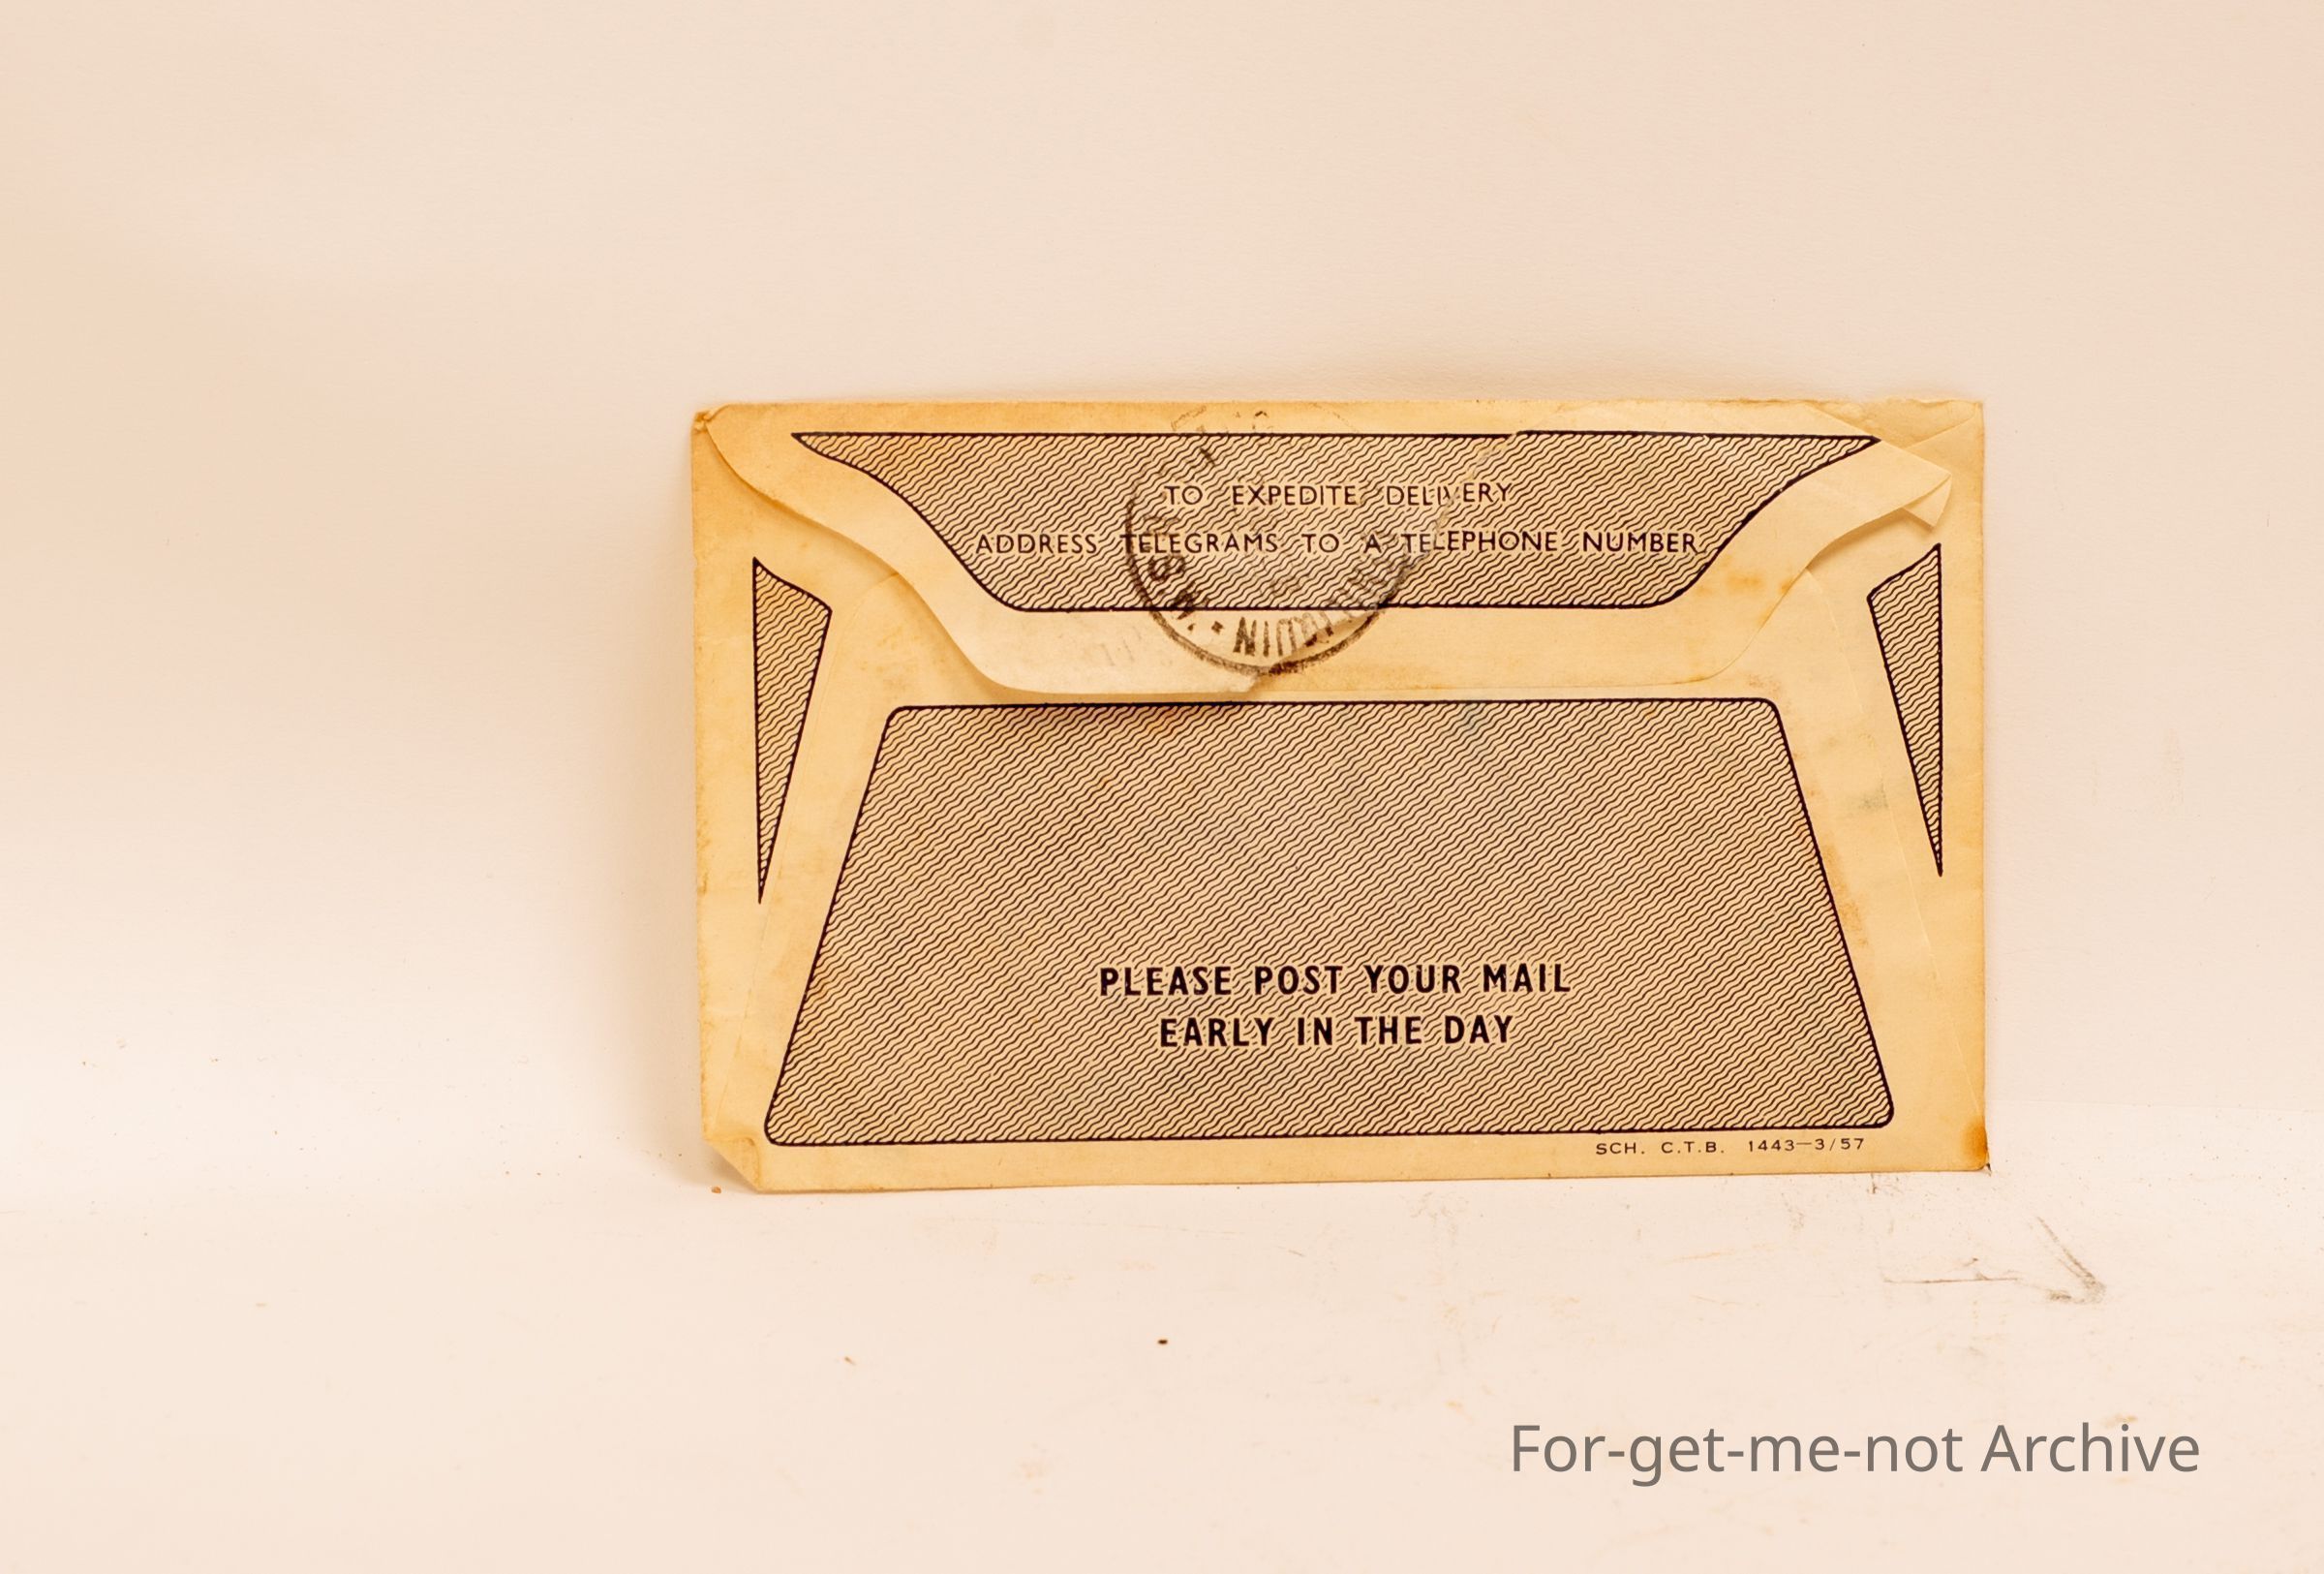 TO EXPEDITE DELIVERY
ADDRESS TELEGRAMS TO A TELEPHONE NUMBER
PLEASE POST YOUR MAIL
EARLY IN THE DAY
SCH. C.T.B. 1443—3/57
For-get-me-not Archive